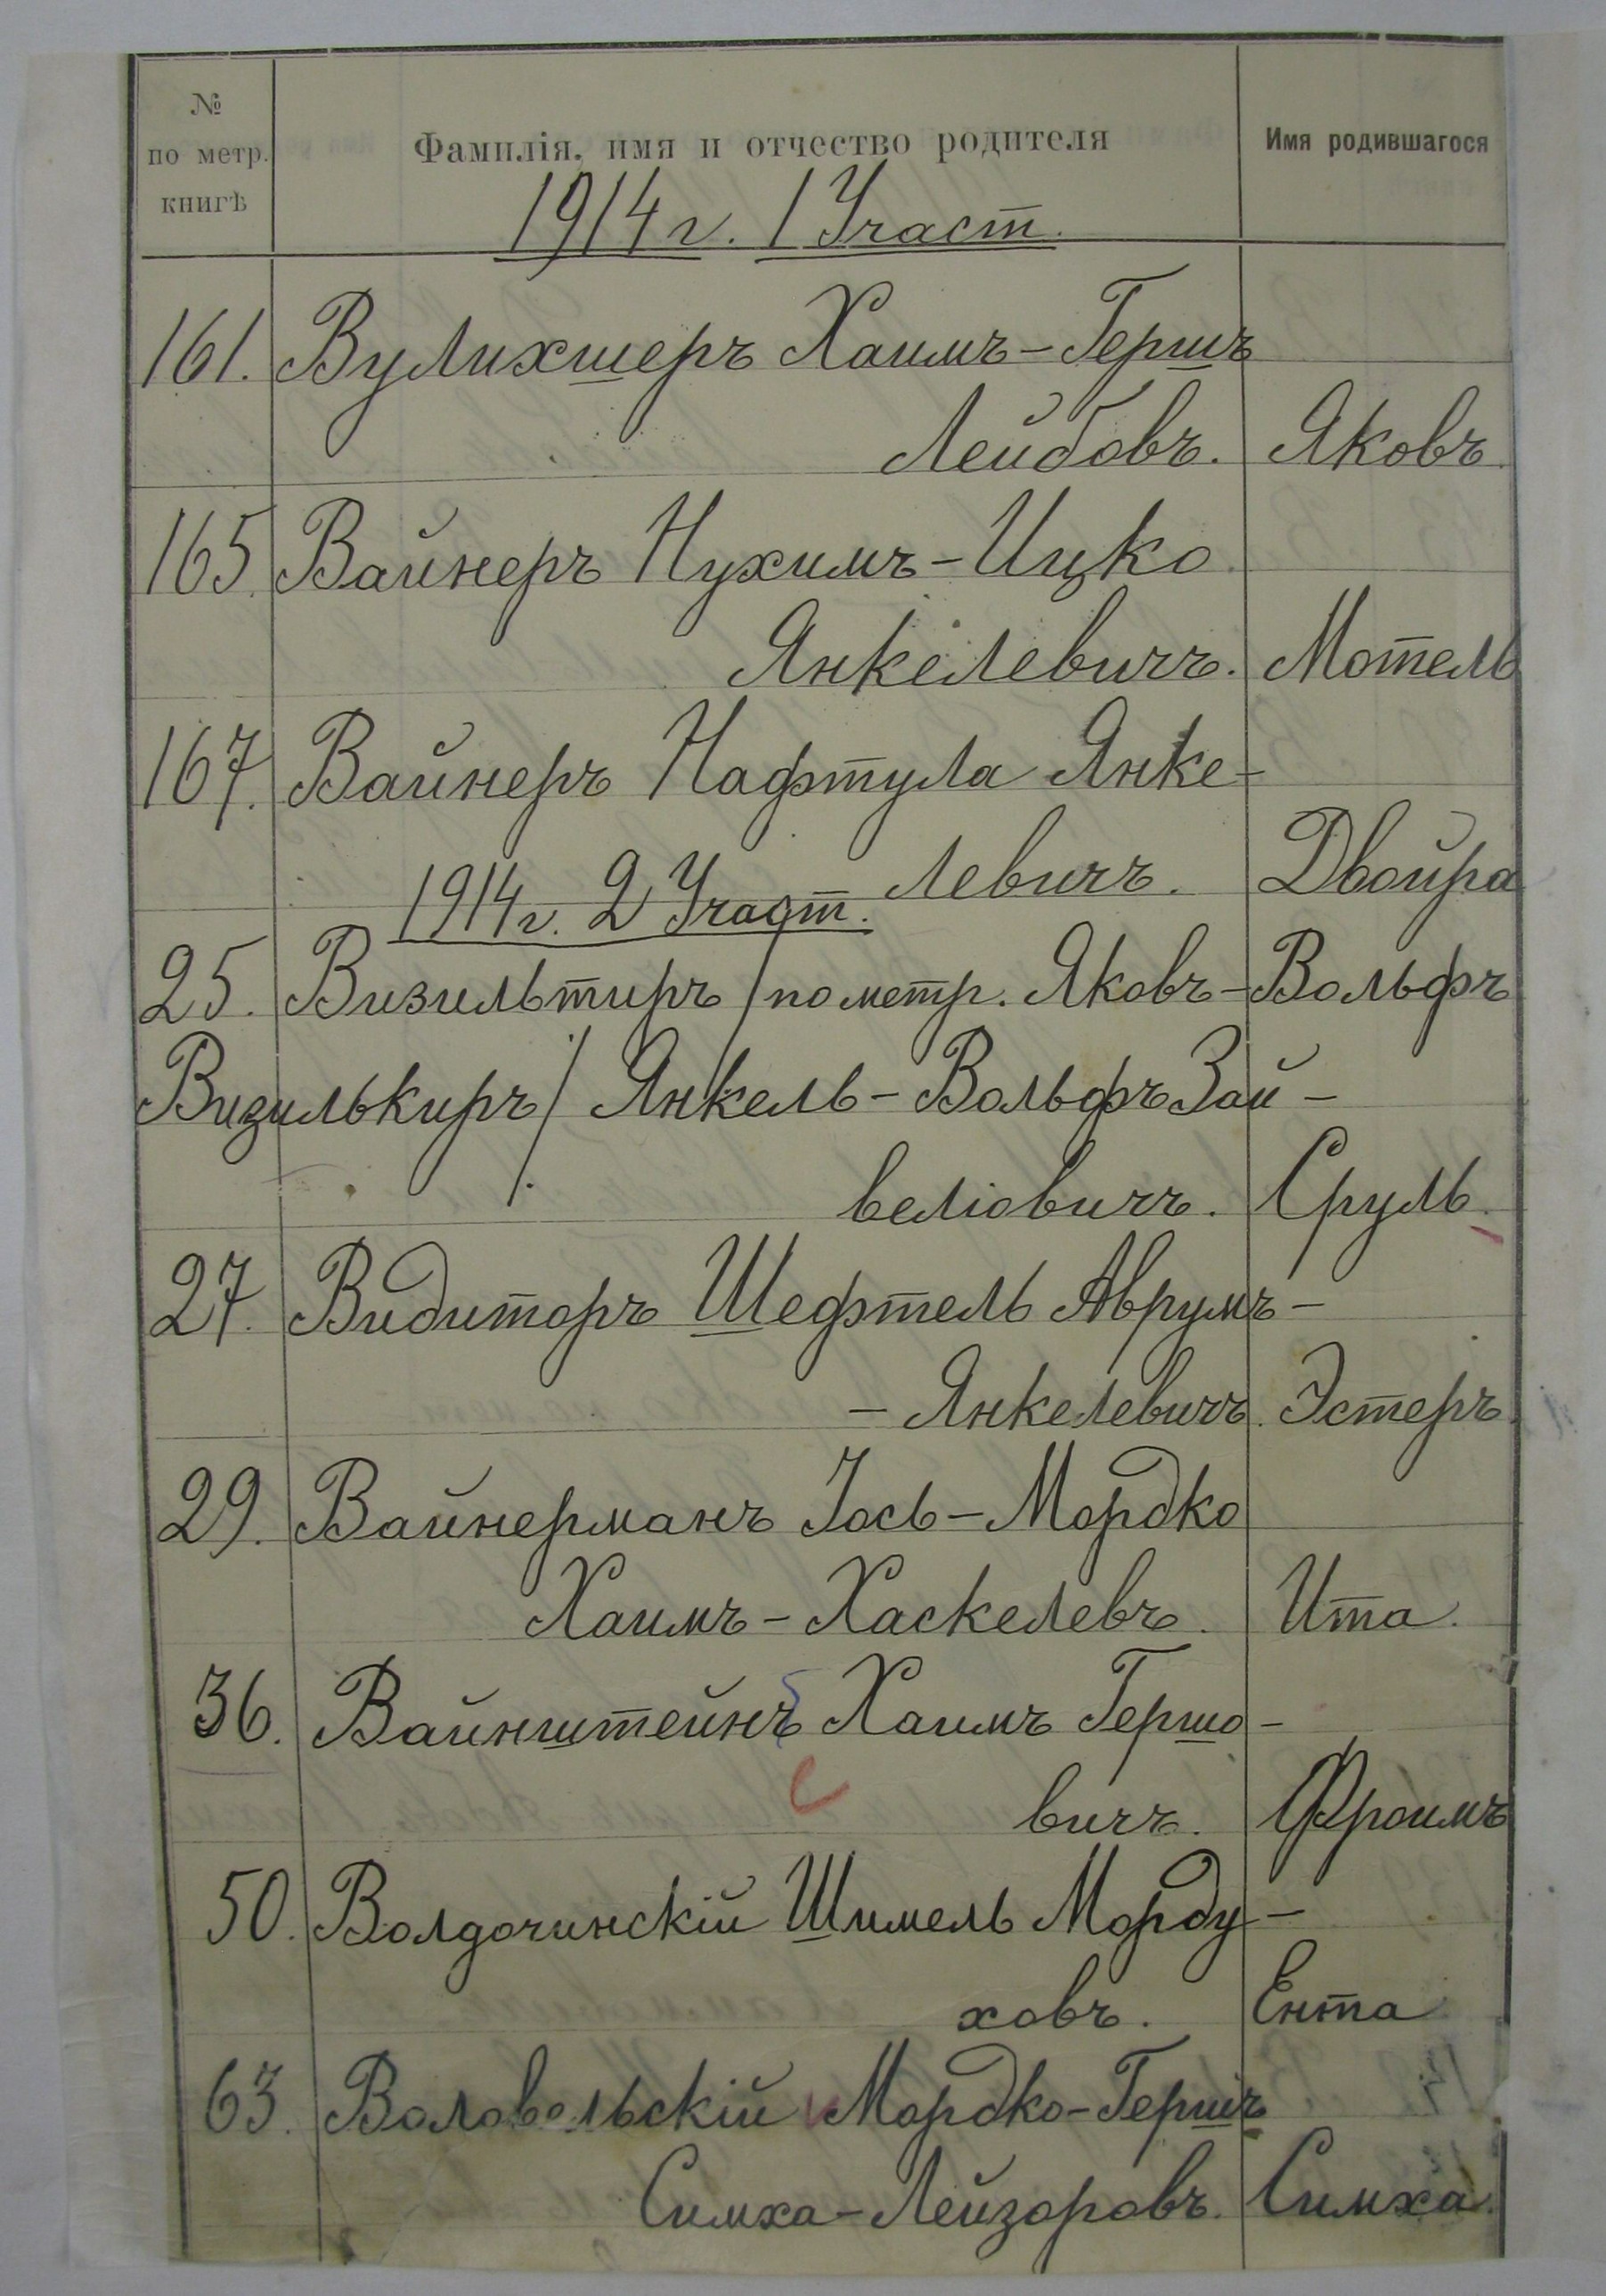 № по метр. книгѣ
Фамилія, имя и отчество родителя
Имя родившагося
1914 г. 1 Участ.
161. Вулихшеръ Хаимъ-Гершъ
Лейбовъ. Яковъ.
165. Вайнеръ Нухимъ-Ицко
Янкелевичъ. Мотель
167. Вайнеръ Нафтула Янке-
левичъ. Двойра
1914 г. 2 Участ.
25. Визильтиръ /по метр. Яковъ-Вольфъ
Визилькиръ/ Янкель-Вольфъ Зай-
веліовичъ. Сруль.
27. Видиторъ Шефтель Аврумъ-
-Янкелевичъ. Эстеръ.
29. Вайнерманъ Іось-Мордко
Хаимъ-Хаскелевъ. Ита.
36. Вайнштейнъ Хаимъ Гершо-
вичъ. Фроимъ
50. Волдочинскій Шимель Морду-
ховъ. Ента
63. Воловельскій Мордко-Гершъ
Симха-Лейзоровъ. Симха.